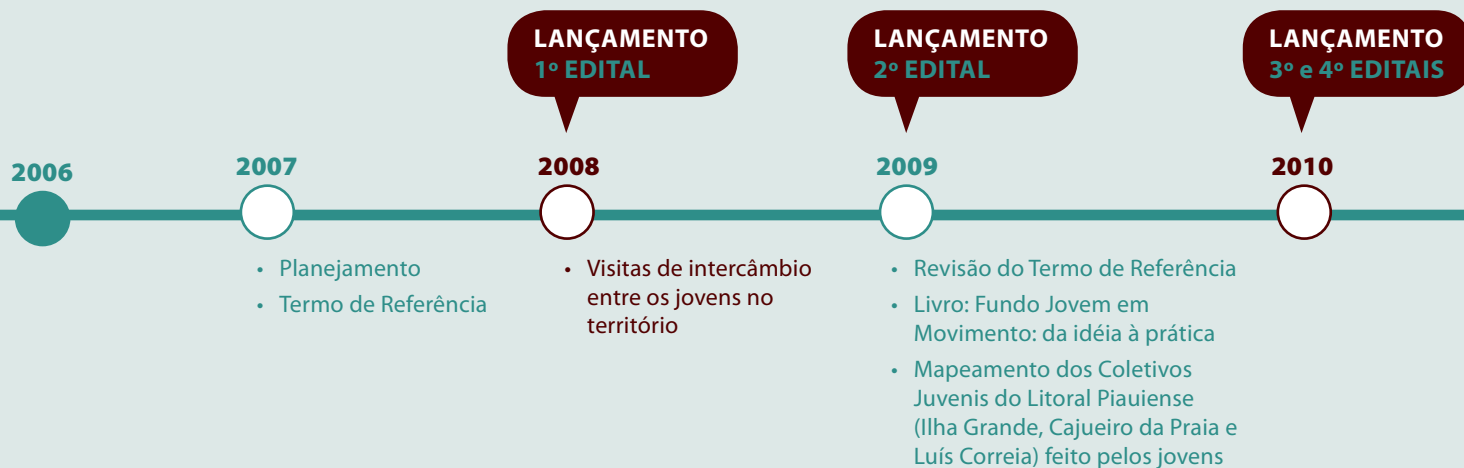 LANÇAMENTO
1º EDITAL
LANÇAMENTO
2º EDITAL
LANÇAMENTO
3º e 4º EDITAIS
2006
2007
2008
2009
2010
• Planejamento
• Termo de Referência
• Visitas de intercâmbio
entre os jovens no
território
• Revisão do Termo de Referência
• Livro: Fundo Jovem em
Movimento: da idéia à prática
• Mapeamento dos Coletivos
Juvenis do Litoral Piauiense
(Ilha Grande, Cajueiro da Praia e
Luís Correia) feito pelos jovens